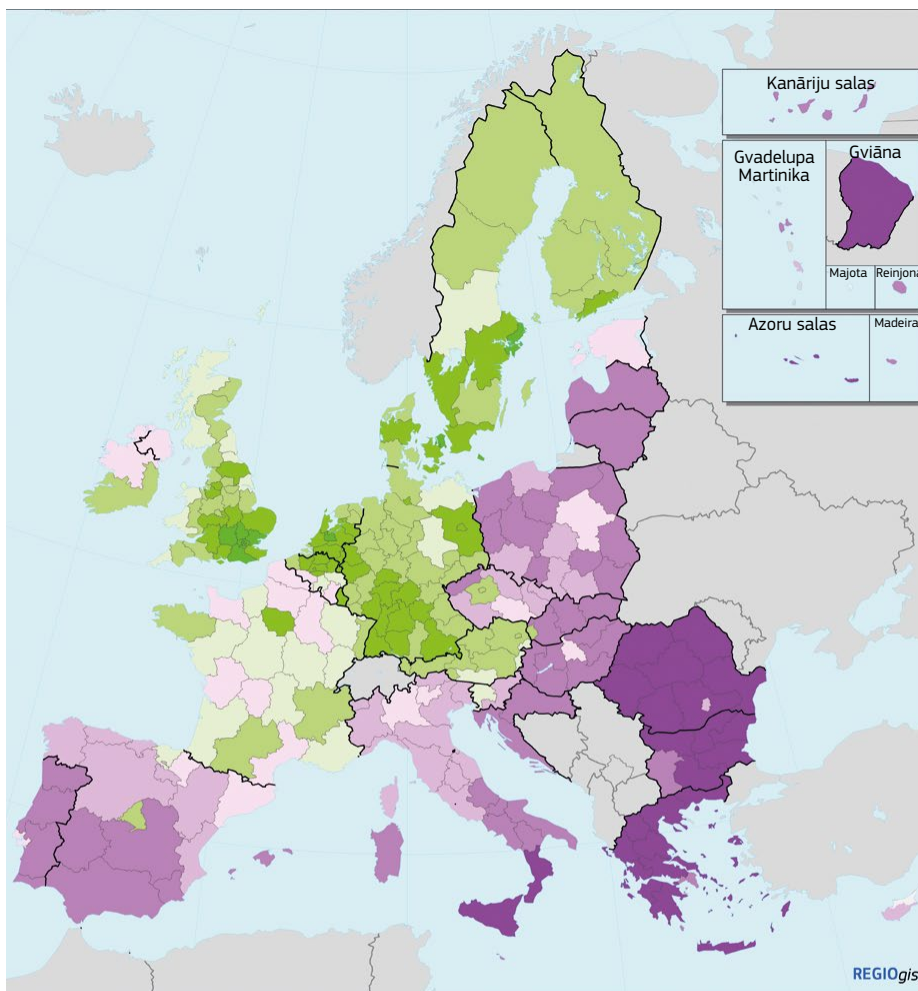 Kanāriju salas
Gvadelupa
Martinika
Gviāna
Majota
Reinjona
Azoru salas
Madeira
REGIOgis